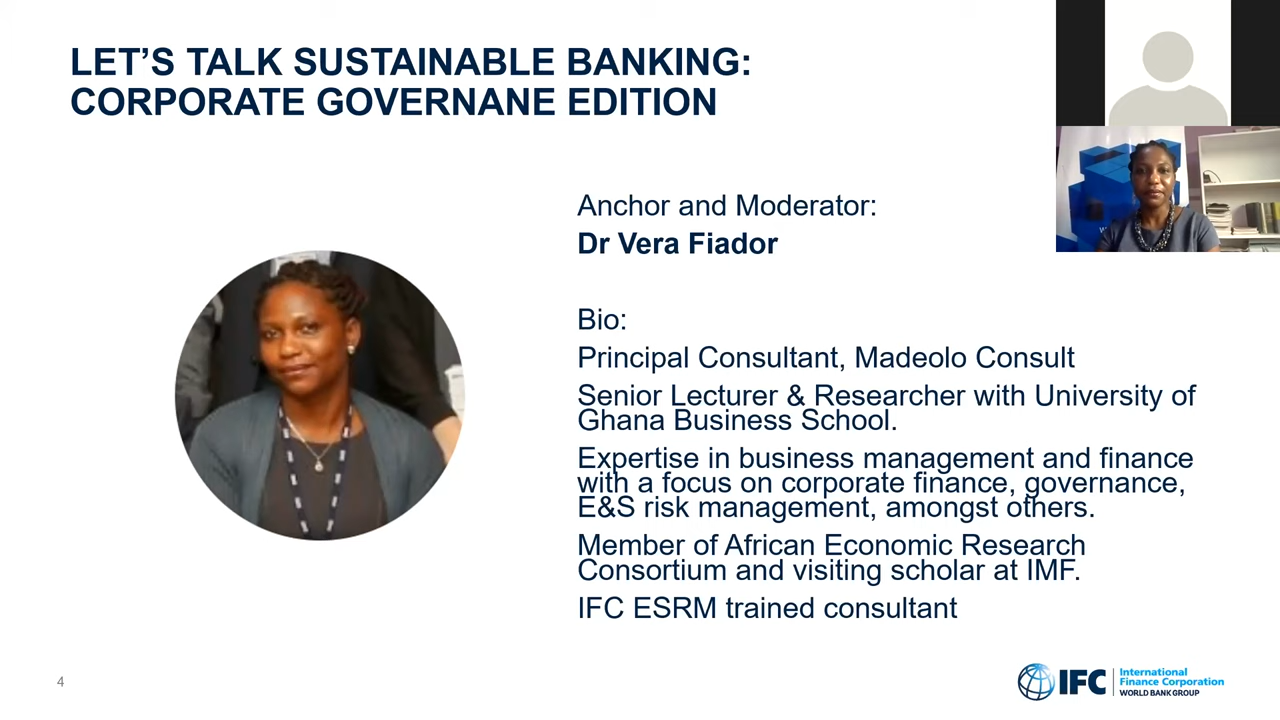 LET’S TALK SUSTAINABLE BANKING:
CORPORATE GOVERNANE EDITION
Anchor and Moderator:
Dr Vera Fiador
Bio:
Principal Consultant, Madeolo Consult
Senior Lecturer & Researcher with University of
Ghana Business School.
Expertise in business management and finance
with a focus on corporate finance, governance,
E&S risk management, amongst others.
Member of African Economic Research
Consortium and visiting scholar at IMF.
IFC ESRM trained consultant
4
IFC
International
Finance Corporation
WORLD BANK GROUP